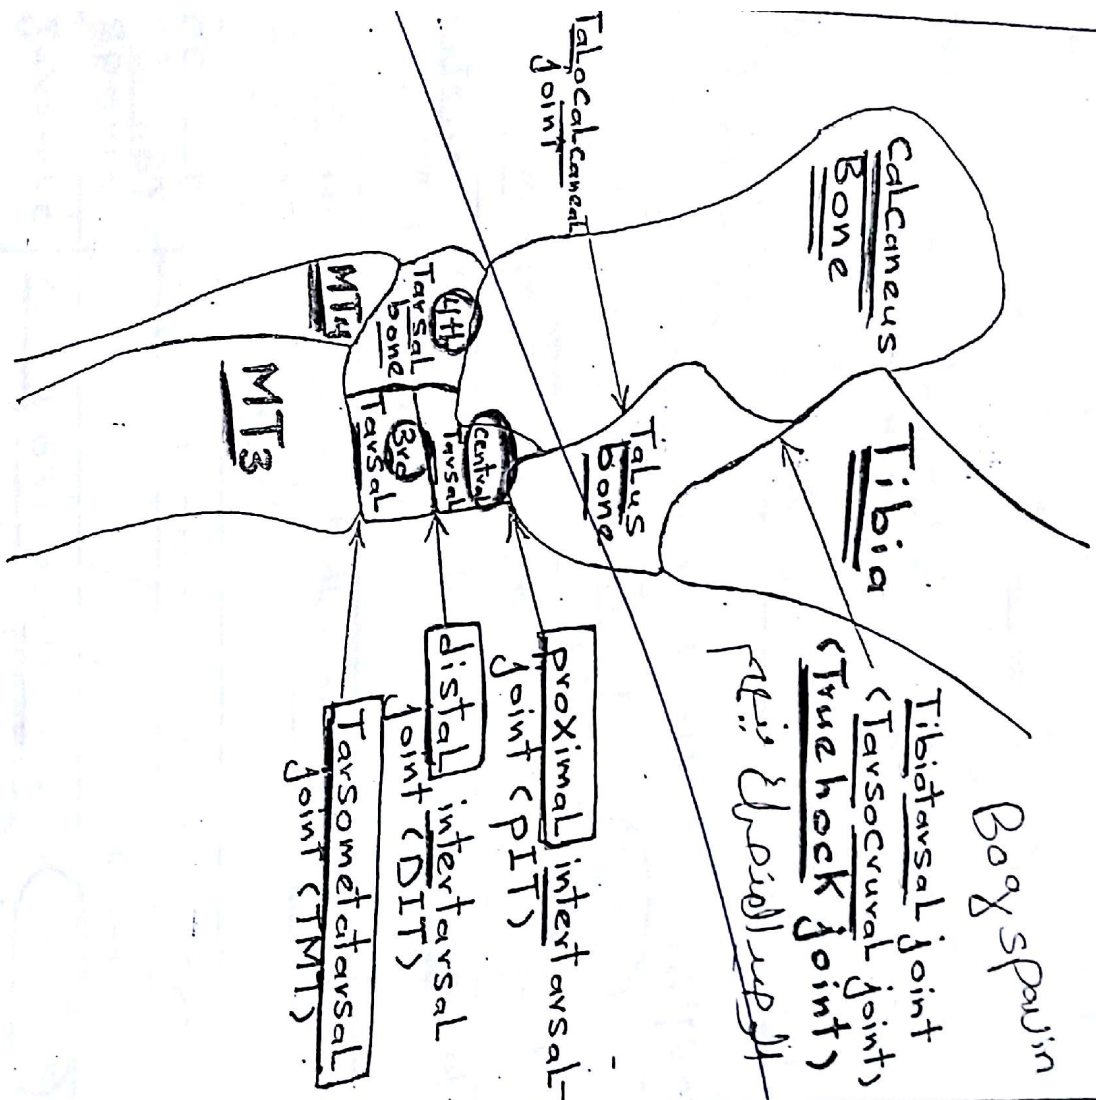 Bog spavin
Tibiotarsal joint
(Tarsocrural joint)
(True hock joint)
Calcaneus
Bone
Tibia
Talus
bone
Talocalcaneal
joint
proximal intertarsal
joint (PIT)
Central
Tarsal
4th
Tarsal
bone
distal intertarsal
joint (DIT)
3rd
Tarsal
Tarsometatarsal
joint (TMT)
MT4
MT3